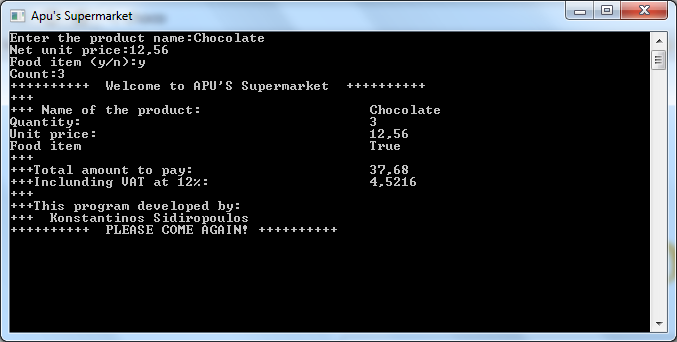 Apu's Supermarket
Enter the product name:Chocolate
Net unit price:12,56
Food item (y/n):y
Count:3
++++++++++  Welcome to APU'S Supermarket  ++++++++++
+++
+++ Name of the product:                     Chocolate
Quantity:                                    3
Unit price:                                  12,56
Food item                                    True
+++
+++Total amount to pay:                      37,68
+++Inclunding VAT at 12%:                    4,5216
+++
+++This program developed by:
+++  Konstantinos Sidiropoulos
++++++++++  PLEASE COME AGAIN! ++++++++++